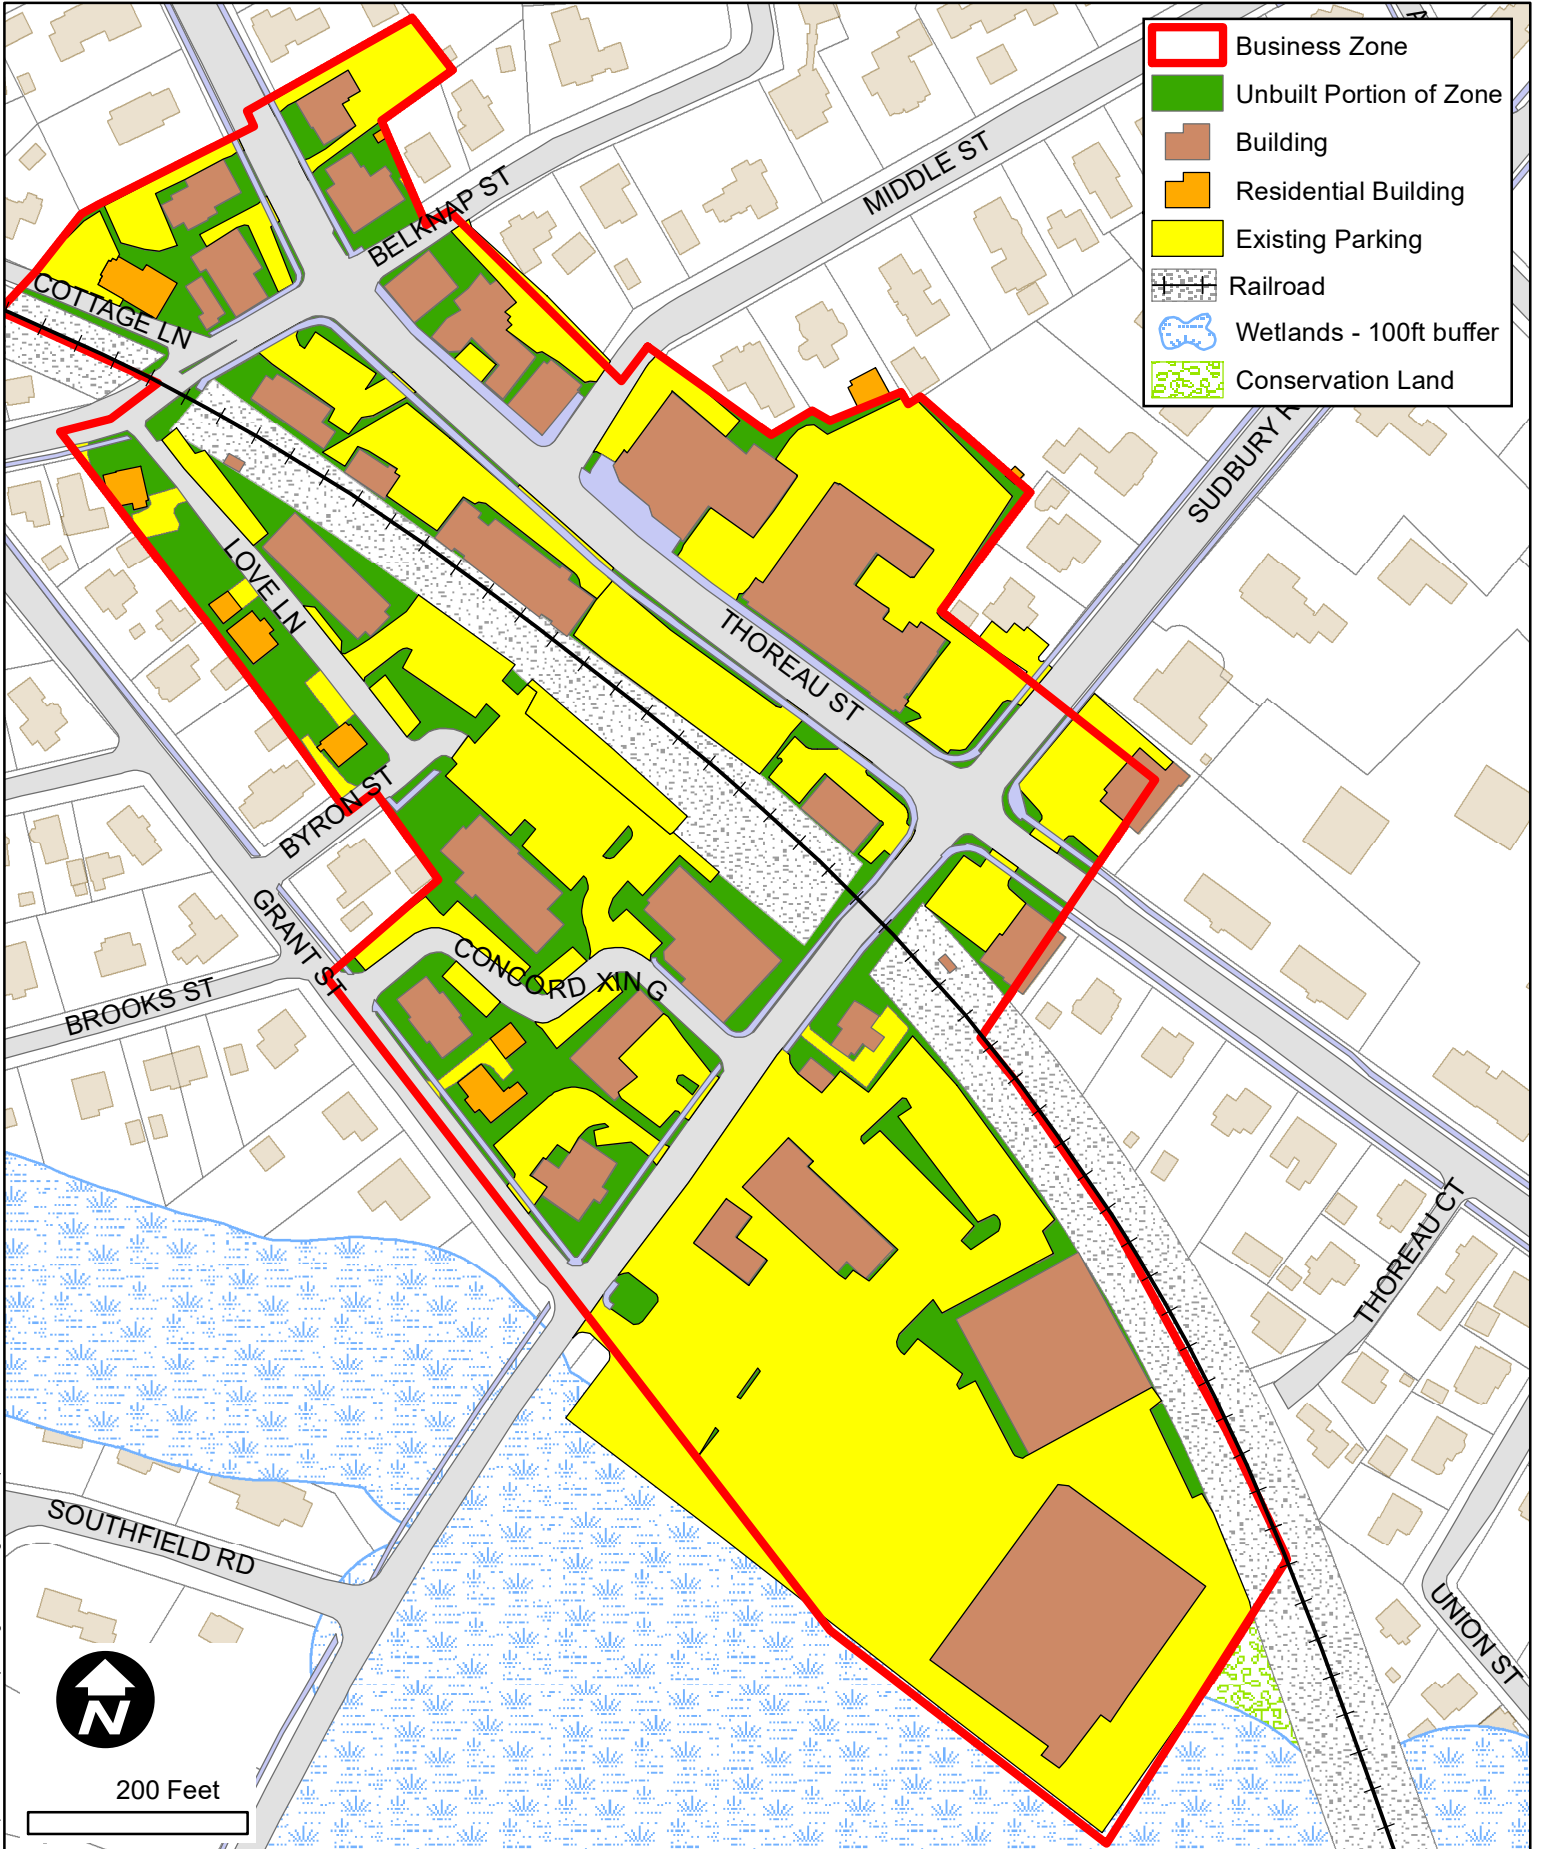 Business Zone
Unbuilt Portion of Zone
Building
Residential Building
Existing Parking
Railroad
Wetlands - 100ft buffer
Conservation Land
BELKNAP ST
MIDDLE ST
COTTAGE LN
SUDBURY R
LOVE LN
THOREAU ST
BYRON ST
GRANT ST
CONCORD XING
BROOKS ST
THOREAU CT
SOUTHFIELD RD
UNION ST
N
200 Feet